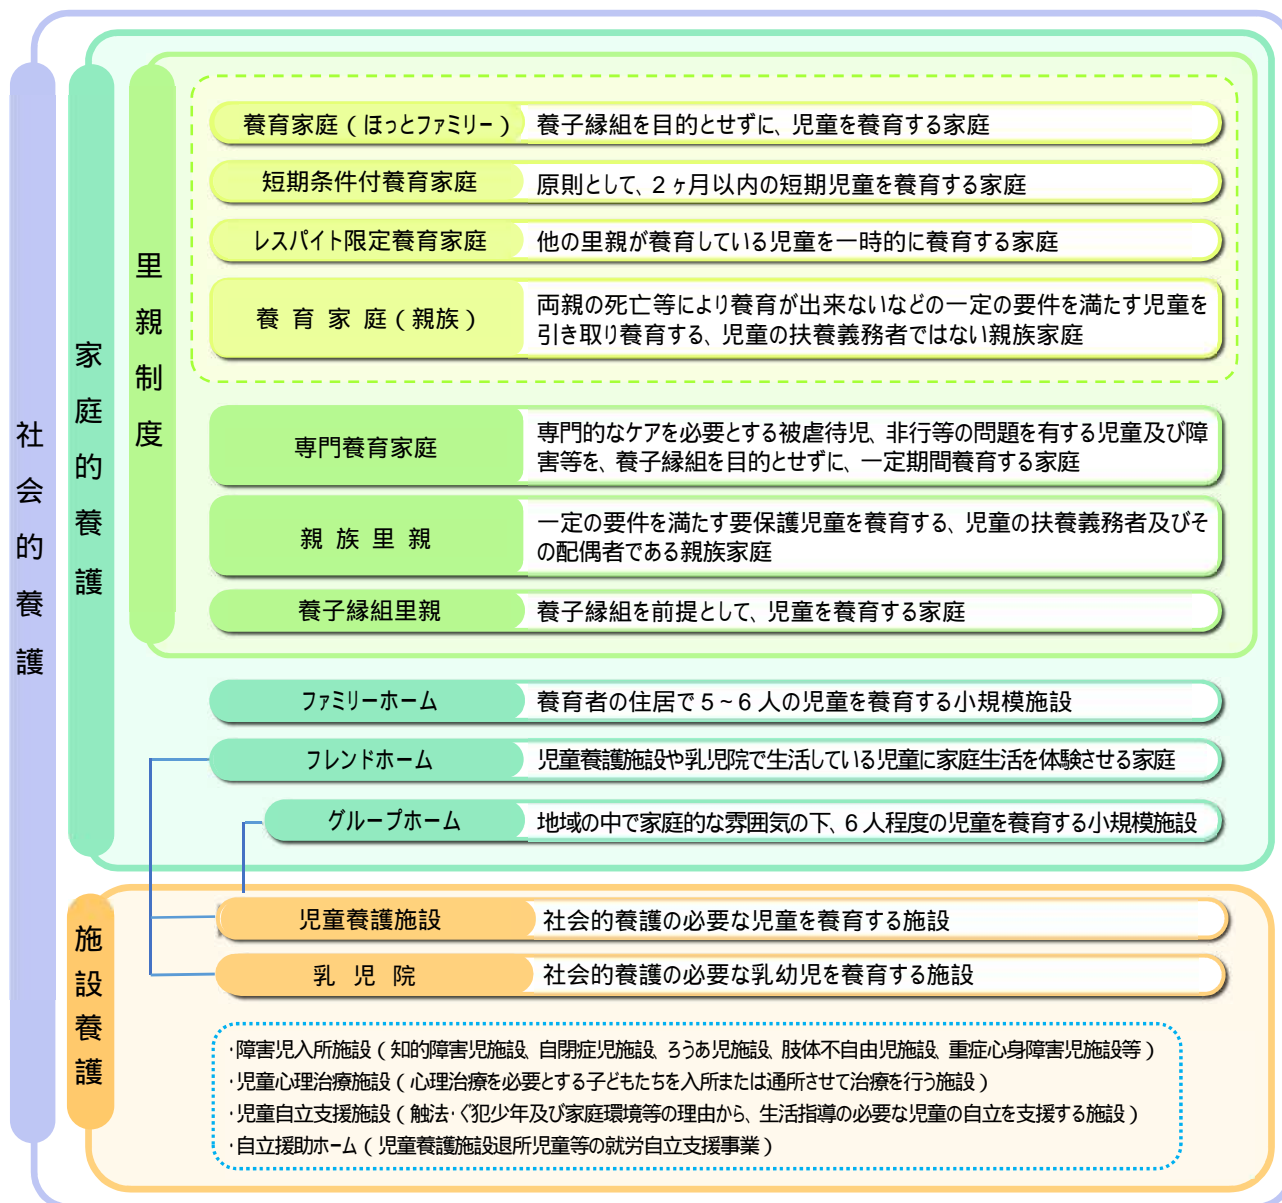 社会的養護
家庭的養護
里親制度
養育家庭(ほっとファミリー) 養子縁組を目的とせずに、児童を養育する家庭
短期条件付養育家庭 原則として、2ヶ月以内の短期児童を養育する家庭
レスパイト限定養育家庭 他の里親が養育している児童を一時的に養育する家庭
養育家庭(親族) 両親の死亡等により養育が出来ないなどの一定の要件を満たす児童を
引き取り養育する、児童の扶養義務者ではない親族家庭
専門養育家庭 専門的なケアを必要とする被虐待児、非行等の問題を有する児童及び障
害等を、養子縁組を目的とせずに、一定期間養育する家庭
親族里親 一定の要件を満たす要保護児童を養育する、児童の扶養義務者及びそ
の配偶者である親族家庭
養子縁組里親 養子縁組を前提として、児童を養育する家庭
ファミリーホーム 養育者の住居で5~6人の児童を養育する小規模施設
フレンドホーム 児童養護施設や乳児院で生活している児童に家庭生活を体験させる家庭
グループホーム 地域の中で家庭的な雰囲気の下、6人程度の児童を養育する小規模施設
施設養護
児童養護施設 社会的養護の必要な児童を養育する施設
乳児院 社会的養護の必要な乳幼児を養育する施設
・障害児入所施設(知的障害児施設、自閉症児施設、ろうあ児施設、肢体不自由児施設、重症心身障害児施設等)
・児童心理治療施設(心理治療を必要とする子どもたちを入所または通所させて治療を行う施設)
・児童自立支援施設(触法・ぐ犯少年及び家庭環境等の理由から、生活指導の必要な児童の自立を支援する施設)
・自立援助ホーム(児童養護施設退所児童等の就労自立支援事業)